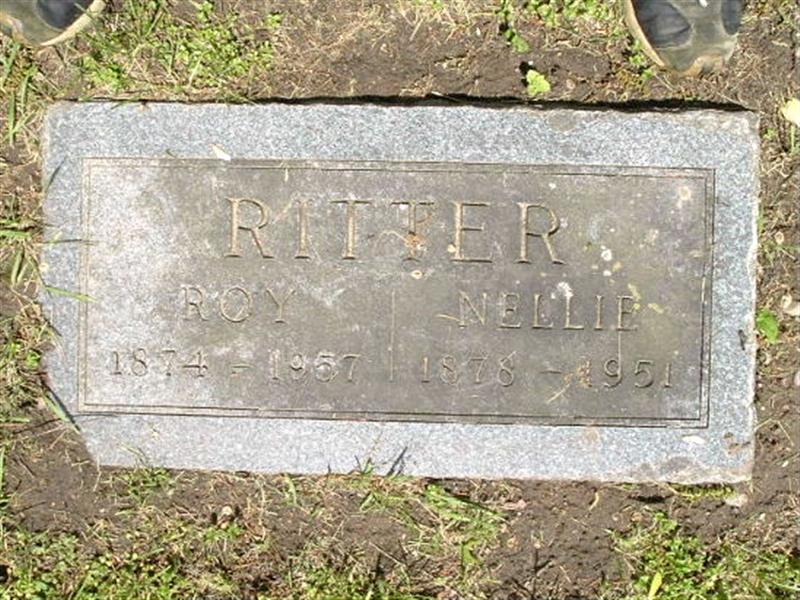 RITTER
ROY NELLIE
1874 - 1957 1878 - 1951